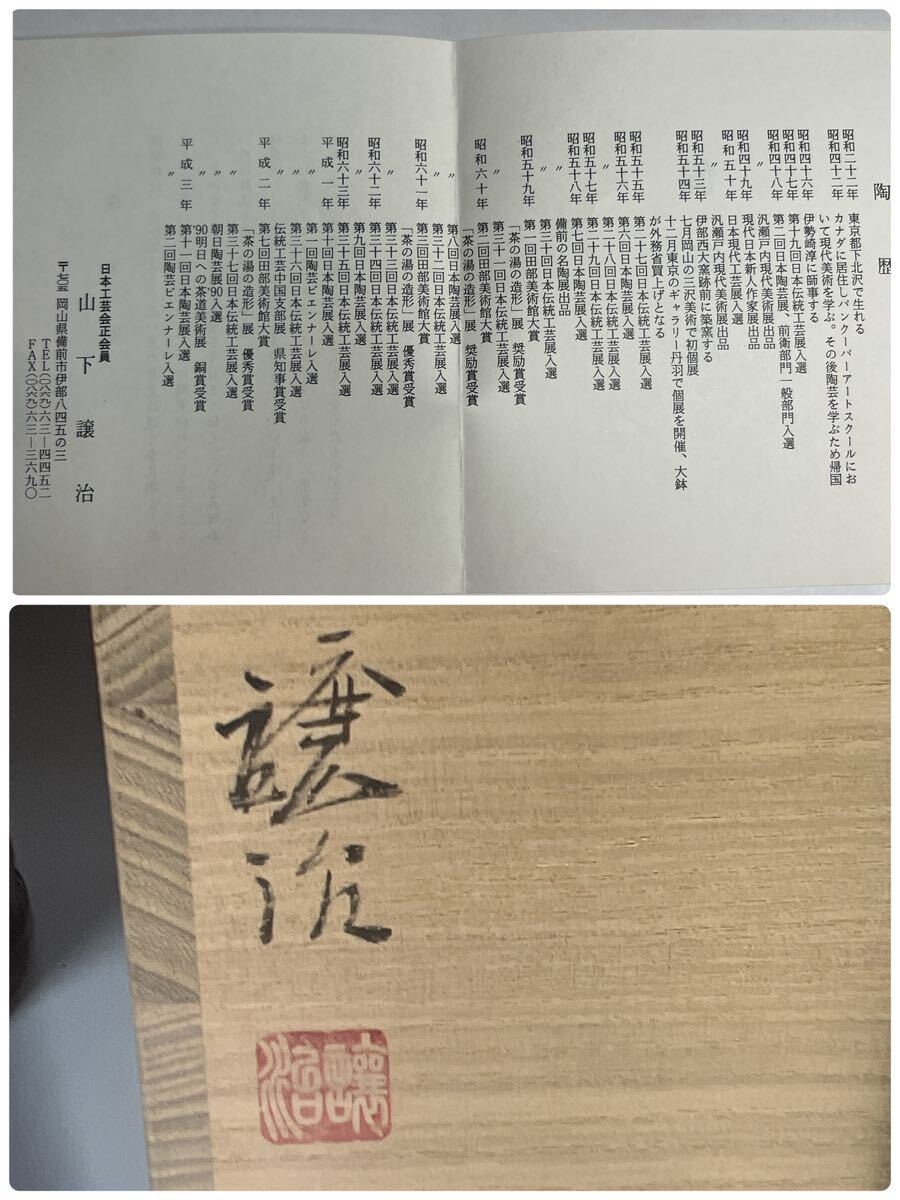 陶歴
昭和二十二年 東京都下北沢で生れる
昭和四十二年 カナダに居住しバンクーバーアートスクールにお
いて現代美術を学ぶ。その後陶芸を学ぶため帰国
昭和四十六年 伊勢崎淳に師事する
昭和四十七年 第十九回日本伝統工芸展入選
昭和四十八年 第二回日本陶芸展、前衛部門一般部門入選
〃 汎瀬戸内現代美術展出品
昭和四十九年 現代日本新人作家展出品
昭和五十年 日本現代工芸展入選
〃 汎瀬戸内現代美術展出品
昭和五十三年 伊部西大窯跡前に築窯する
昭和五十四年 七月岡山の三沢美術で初個展
十二月東京のギャラリー丹羽で個展を開催、大鉢
が外務省買上げとなる
昭和五十五年 第二十七回日本伝統工芸展入選
昭和五十六年 第六回日本陶芸展入選
〃 第二十八回日本伝統工芸展入選
昭和五十七年 第二十九回日本伝統工芸展入選
昭和五十八年 第七回日本陶芸展入選
〃 備前の名陶展出品
〃 第三十回日本伝統工芸展入選
昭和五十九年 第一回田部美術館大賞
「茶の湯の造形」展 奨励賞受賞
〃 第三十一回日本伝統工芸展入選
昭和六十年 第二回田部美術館大賞
「茶の湯の造形」展 奨励賞受賞
〃 第八回日本陶芸展入選
〃 第三十二回日本伝統工芸展入選
昭和六十一年 第三回田部美術館大賞
「茶の湯の造形」展 優秀賞受賞
〃 第三十三回日本伝統工芸展入選
昭和六十二年 第三十四回日本伝統工芸展入選
〃 第九回日本陶芸展入選
昭和六十三年 第三十五回日本伝統工芸展入選
平成一年 第十回日本陶芸展入選
〃 第一回陶芸ビエンナーレ入選
〃 第三十六回日本伝統工芸展入選
〃 伝統工芸中国支部展 県知事賞受賞
平成二年 第七回田部美術館大賞
「茶の湯の造形」展 優秀賞受賞
〃 第三十七回日本伝統工芸展入選
〃 朝日陶芸展'90入選
〃 '90明日への茶道美術展 銅賞受賞
平成三年 第十一回日本陶芸展入選
〃 第二回陶芸ビエンナーレ入選
日本工芸会正会員
山下譲治
〒七〇五 岡山県備前市伊部八四五の三
TEL〇八六九)六三―四四五二
FAX〇八六九)六三―三六九〇
譲治
讓治